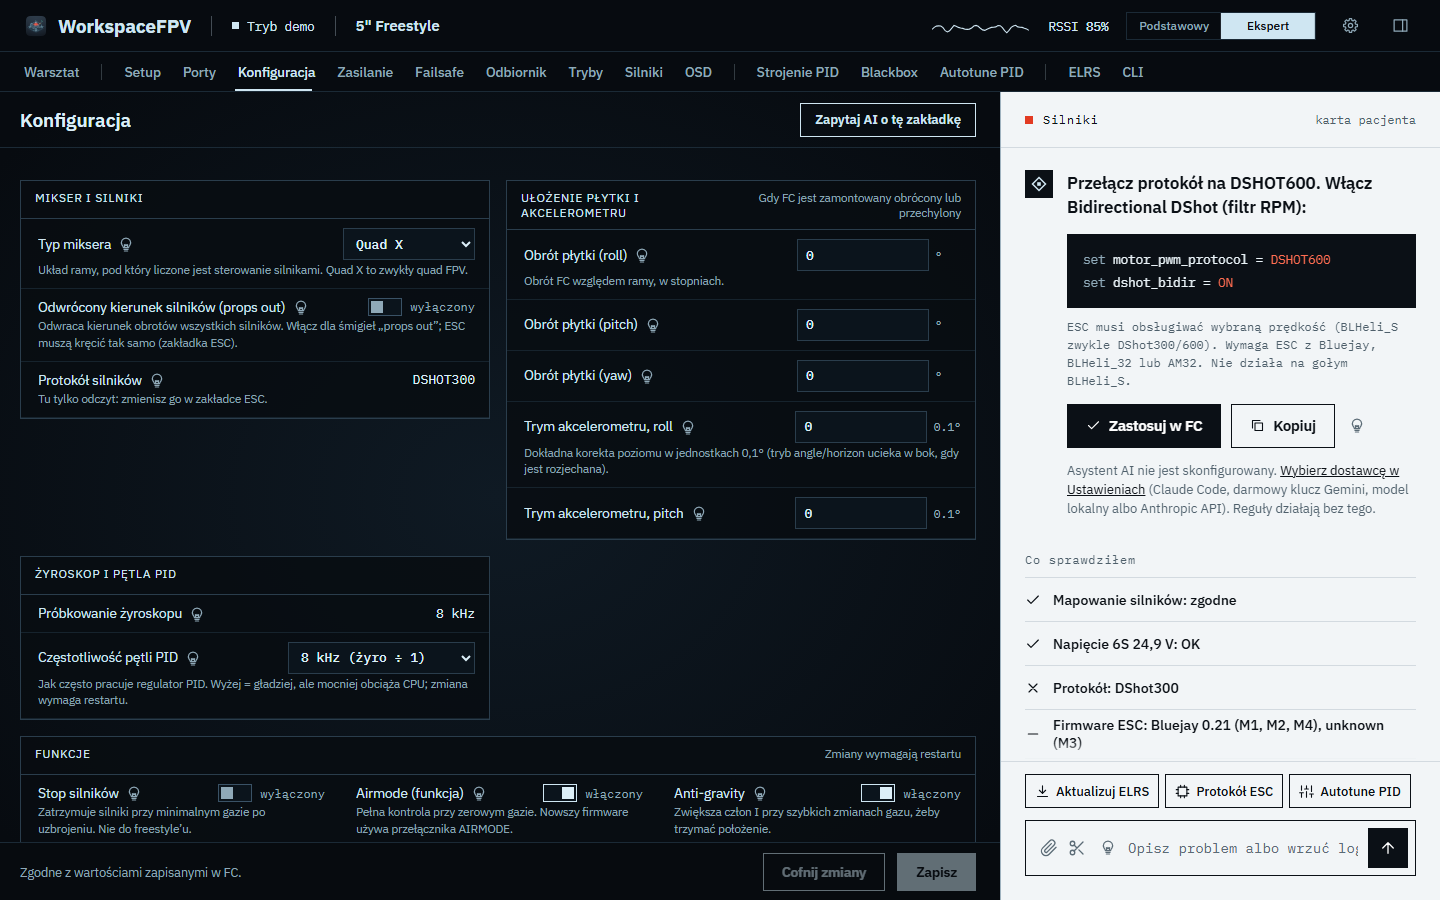 WorkspaceFPV
Tryb demo
5" Freestyle
RSSI 85%
Podstawowy
Ekspert
Warsztat
Setup
Porty
Konfiguracja
Zasilanie
Failsafe
Odbiornik
Tryby
Silniki
OSD
Strojenie PID
Blackbox
Autotune PID
ELRS
CLI
Konfiguracja
Zapytaj AI o tę zakładkę
MIKSER I SILNIKI
Typ miksera
Quad X
Układ ramy, pod który liczone jest sterowanie silnikami. Quad X to zwykły quad FPV.
Odwrócony kierunek silników (props out)
wyłączony
Odwraca kierunek obrotów wszystkich silników. Włącz dla śmigieł „props out”; ESC
muszą kręcić tak samo (zakładka ESC).
Protokół silników
DSHOT300
Tu tylko odczyt: zmienisz go w zakładce ESC.
UŁOŻENIE PŁYTKI I
AKCELEROMETRU
Gdy FC jest zamontowany obrócony lub
przechylony
Obrót płytki (roll)
0
°
Obrót FC względem ramy, w stopniach.
Obrót płytki (pitch)
0
°
Obrót płytki (yaw)
0
°
Trym akcelerometru, roll
0
0.1°
Dokładna korekta poziomu w jednostkach 0,1° (tryb angle/horizon ucieka w bok, gdy
jest rozjechana).
Trym akcelerometru, pitch
0
0.1°
ŻYROSKOP I PĘTLA PID
Próbkowanie żyroskopu
8 kHz
Częstotliwość pętli PID
8 kHz (żyro ÷ 1)
Jak często pracuje regulator PID. Wyżej = gładziej, ale mocniej obciąża CPU; zmiana
wymaga restartu.
FUNKCJE
Zmiany wymagają restartu
Stop silników
wyłączony
Zatrzymuje silniki przy minimalnym gazie po
uzbrojeniu. Nie do freestyle’u.
Airmode (funkcja)
włączony
Pełna kontrola przy zerowym gazie. Nowszy firmware
używa przełącznika AIRMODE.
Anti-gravity
włączony
Zwiększa człon I przy szybkich zmianach gazu, żeby
trzymać położenie.
Zgodne z wartościami zapisanymi w FC.
Cofnij zmiany
Zapisz
Silniki
karta pacjenta
Przełącz protokół na DSHOT600. Włącz
Bidirectional DShot (filtr RPM):
set motor_pwm_protocol = DSHOT600
set dshot_bidir = ON
ESC musi obsługiwać wybraną prędkość (BLHeli_S
zwykle DShot300/600). Wymaga ESC z Bluejay,
BLHeli_32 lub AM32. Nie działa na gołym
BLHeli_S.
Zastosuj w FC
Kopiuj
Asystent AI nie jest skonfigurowany. Wybierz dostawcę w
Ustawieniach (Claude Code, darmowy klucz Gemini, model
lokalny albo Anthropic API). Reguły działają bez tego.
Co sprawdziłem
Mapowanie silników: zgodne
Napięcie 6S 24,9 V: OK
Protokół: DShot300
Firmware ESC: Bluejay 0.21 (M1, M2, M4), unknown
(M3)
Aktualizuj ELRS
Protokół ESC
Autotune PID
Opisz problem albo wrzuć log